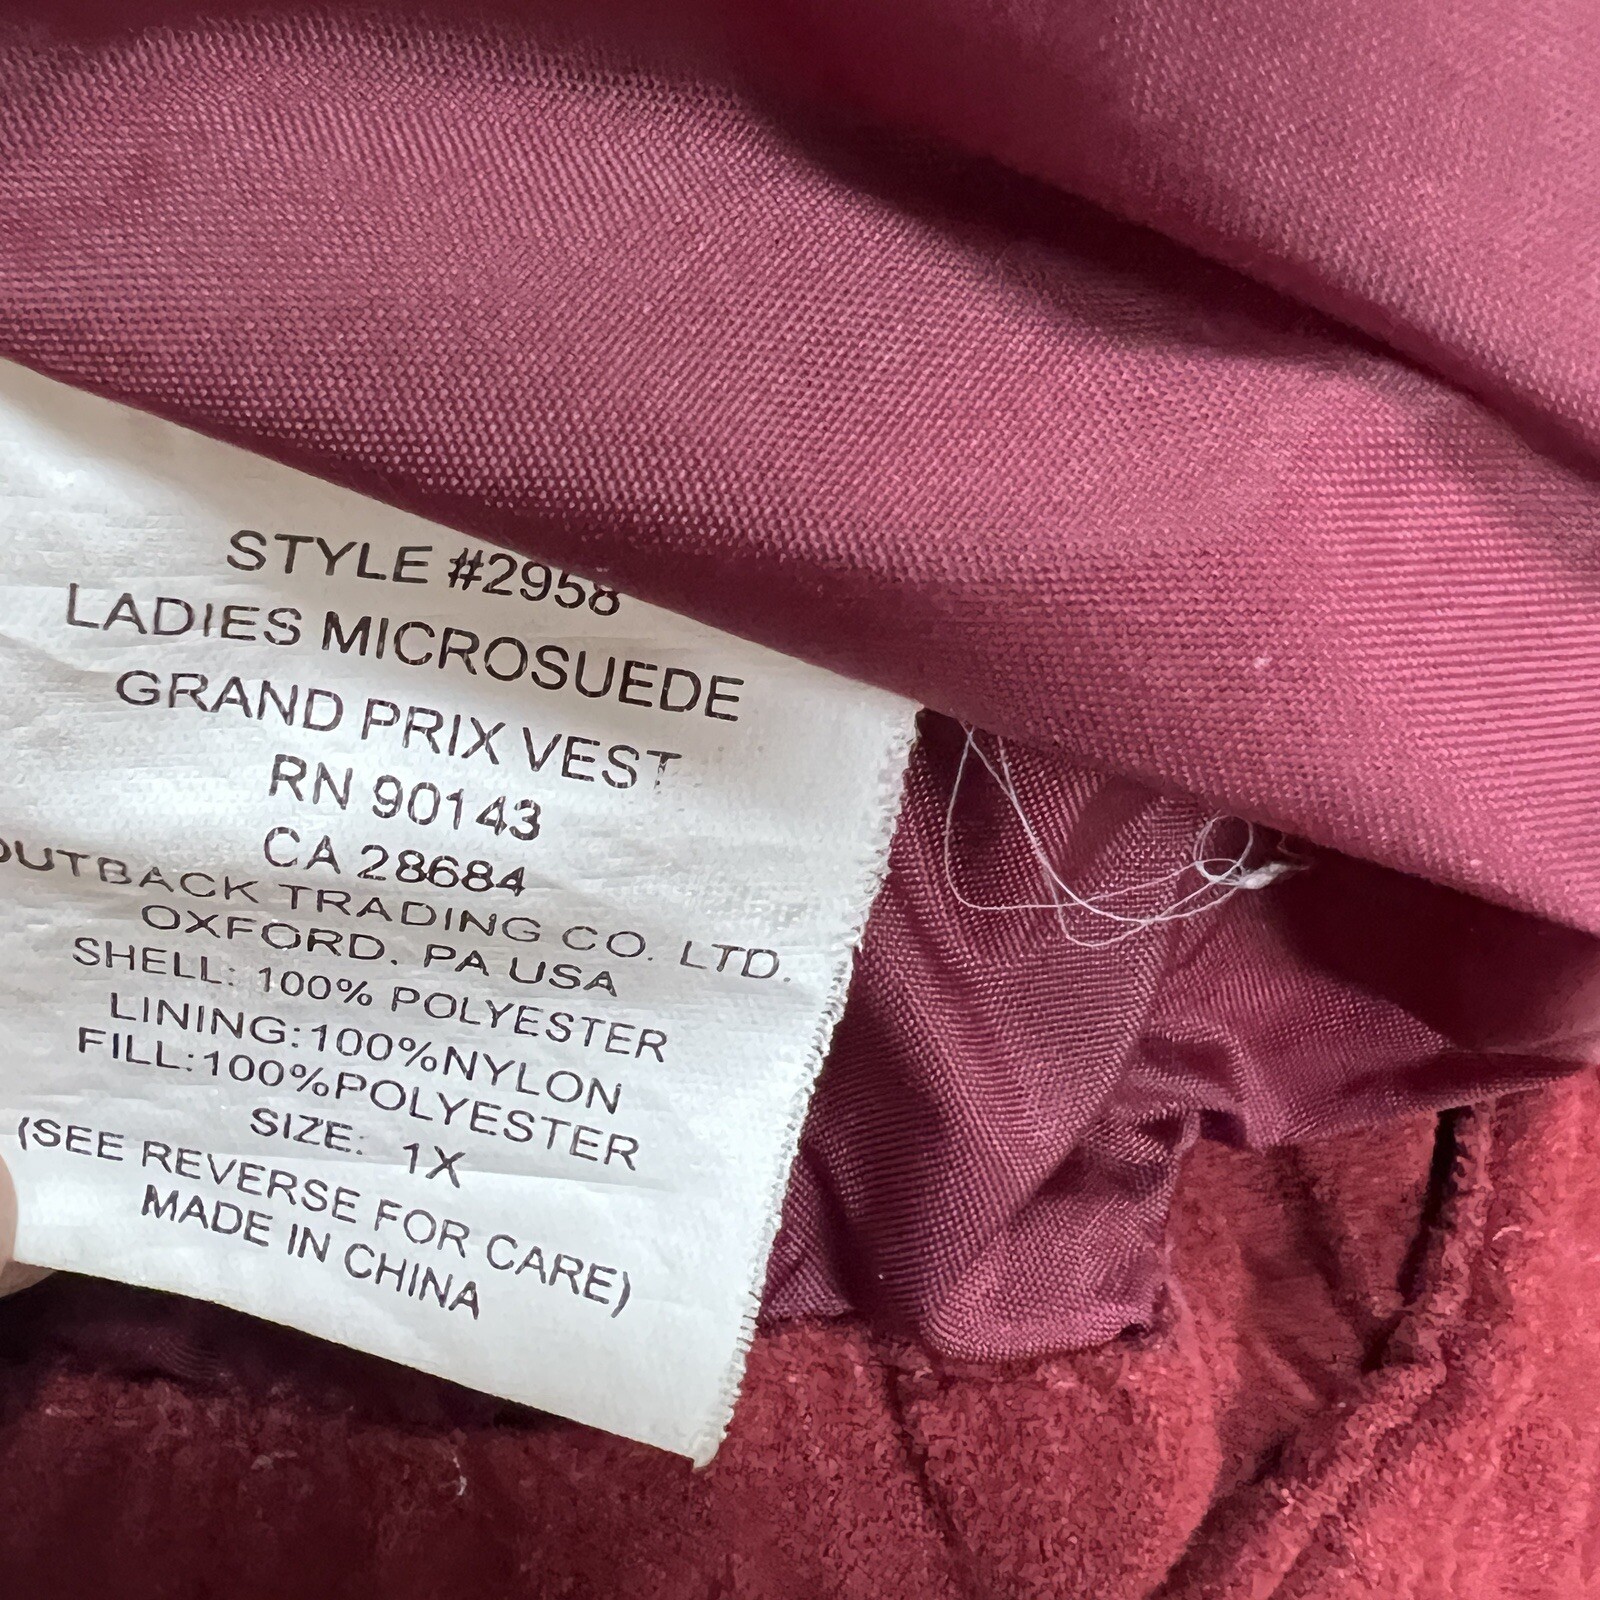 STYLE #2958
LADIES MICROSUEDE
GRAND PRIX VEST
RN 90143
CA 28684
OUTBACK TRADING CO. LTD.
OXFORD. PA USA
SHELL: 100% POLYESTER
LINING:100%NYLON
FILL:100%POLYESTER
SIZE: 1X
(SEE REVERSE FOR CARE)
MADE IN CHINA